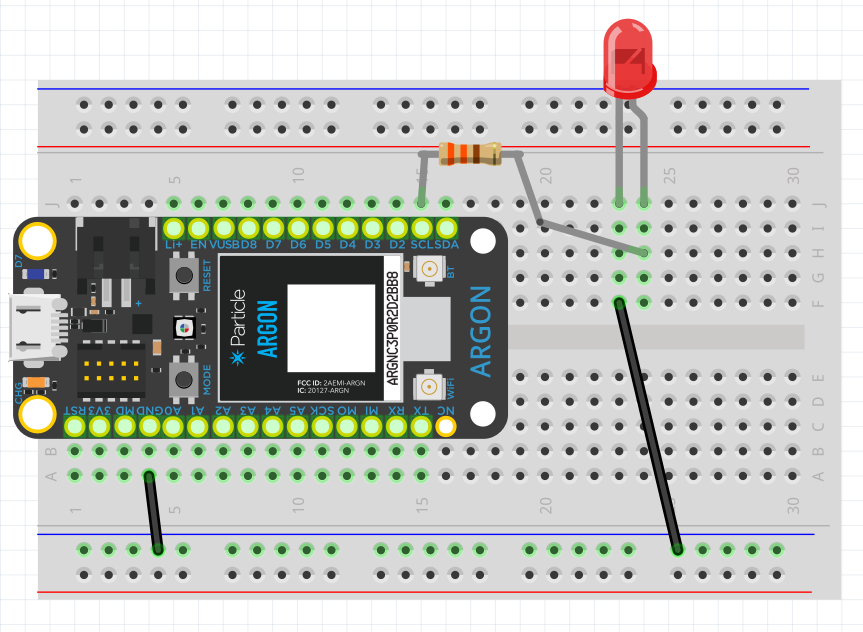 1 5 10 15 20 25 30
J J
I
H
G
F
LI+ EN VUSB D8 D7 D6 D5 D4 D3 D2 SCL SDA
D7
RESET
BT
+
Particle
ARGON
ARGNC3P0R2D2BB8
ARGON
FCC ID: 2AEMI-ARGN
IC: 20127-ARGN
MODE
WiFi
CHG
RST 3V3 MD GND A0 A1 A2 A3 A4 A5 SCK MO MI RX TX NC
E
D
C
B B
A A
1 5 10 15 20 30